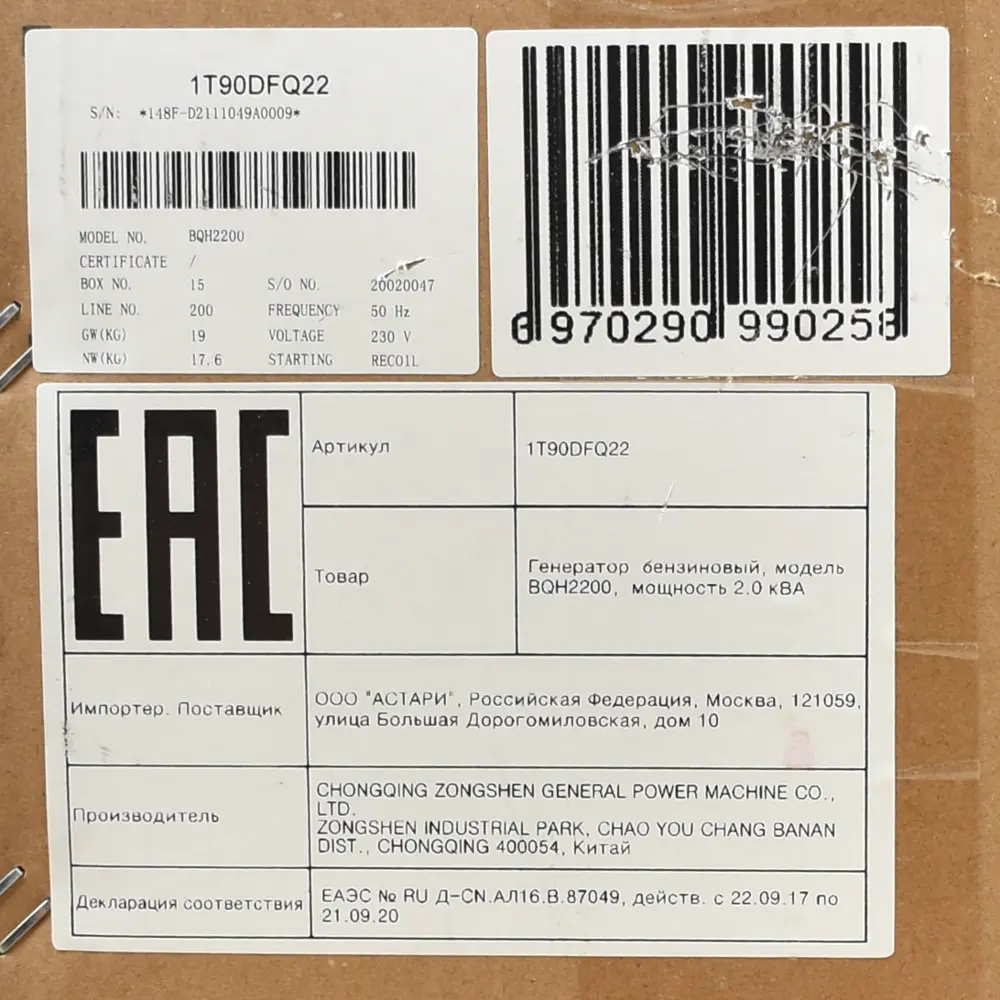 1T90DFQ22
S/N: *148F-D2111049A0009*
MODEL NO. BQH2200
CERTIFICATE /
BOX NO. 15 S/O NO. 20020047
LINE NO. 200 FREQUENCY 50 Hz
GW(KG) 19 VOLTAGE 230 V
NW(KG) 17.6 STARTING RECOIL
6 970290 990258
EAC
Артикул 1T90DFQ22
Товар
Генератор бензиновый, модель
BQH2200, мощность 2.0 кВА
Импортер. Поставщик
ООО "АСТАРИ", Российская Федерация, Москва, 121059,
улица Большая Дорогомиловская, дом 10
Производитель
CHONGQING ZONGSHEN GENERAL POWER MACHINE CO.,
LTD.
ZONGSHEN INDUSTRIAL PARK, CHAO YOU CHANG BANAN
DIST., CHONGQING 400054, Китай
Декларация соответствия
ЕАЭС № RU Д-CN.АЛ16.В.87049, действ. с 22.09.17 по
21.09.20